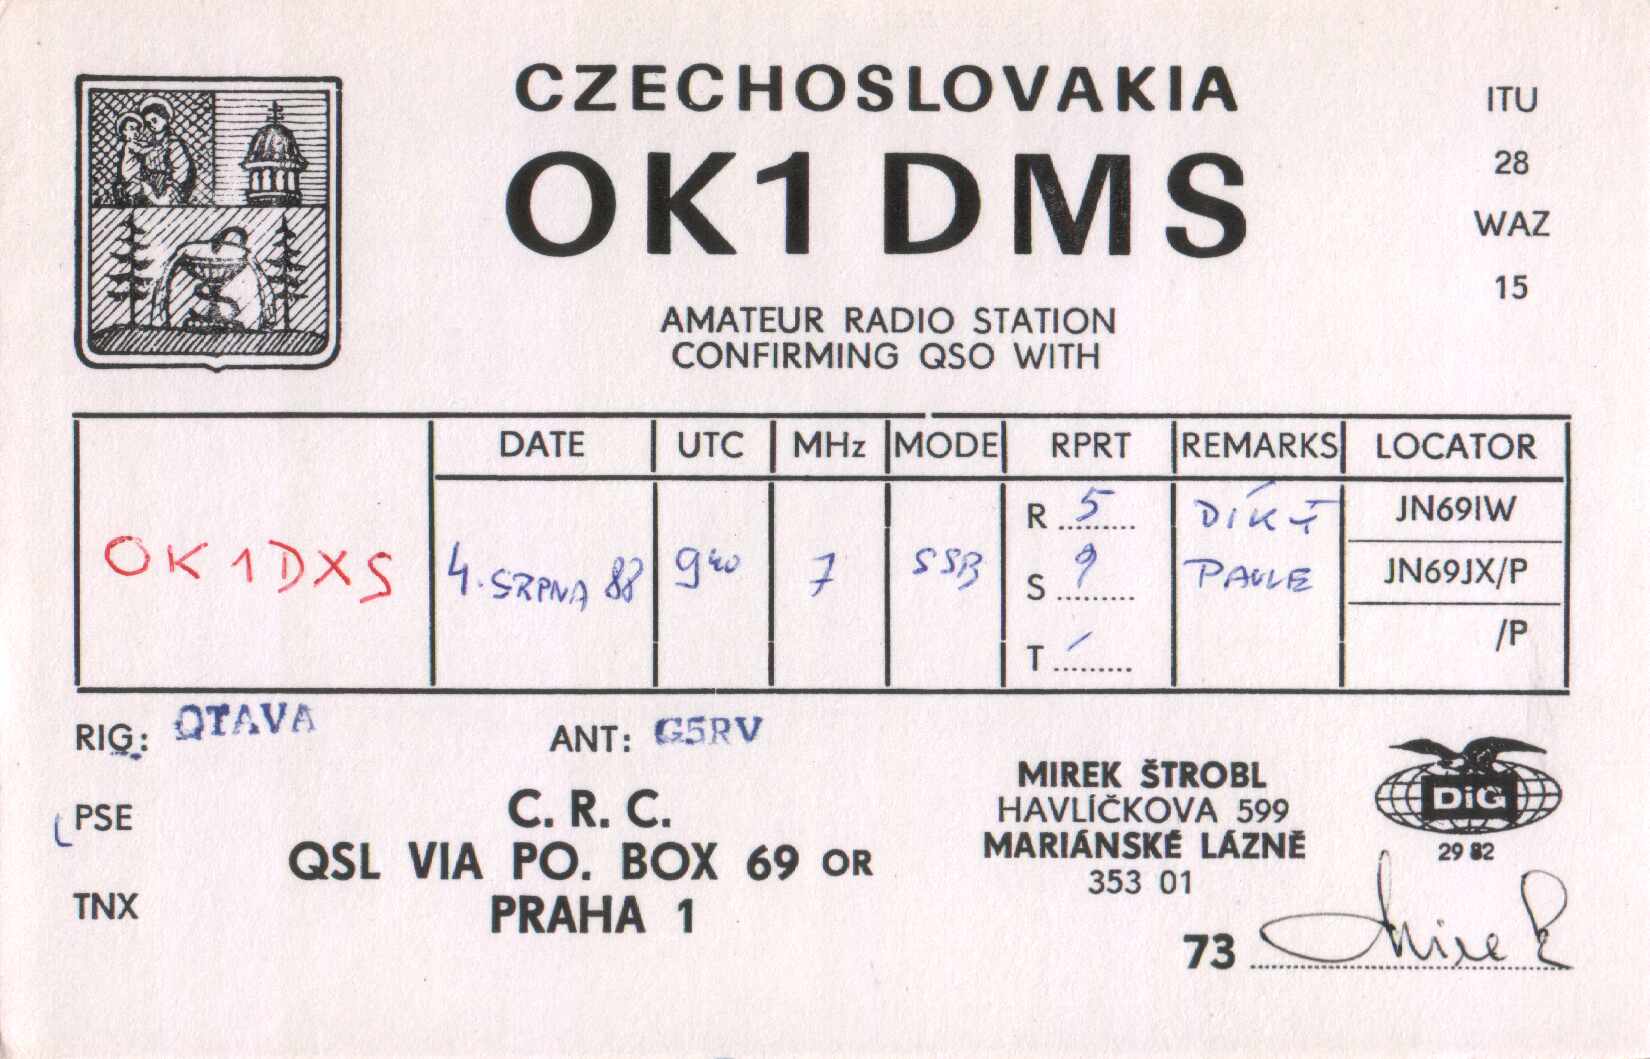 CZECHOSLOVAKIA
OK1DMS
ITU
28
WAZ
15
AMATEUR RADIO STATION
CONFIRMING QSO WITH
DATE UTC MHz MODE RPRT REMARKS LOCATOR
OK1DXS 4. SRPNA 88 9 40 7 SSB
R 5
S 9
T /
DÍKY
PAVLE
JN69IW
JN69JX/P
/P
RIG: OTAVA ANT: G5RV
PSE
TNX
C. R. C.
QSL VIA PO. BOX 69 OR
PRAHA 1
MIREK ŠTROBL
HAVLÍČKOVA 599
MARIÁNSKÉ LÁZNĚ
353 01
DiG
29 82
73 Mirek